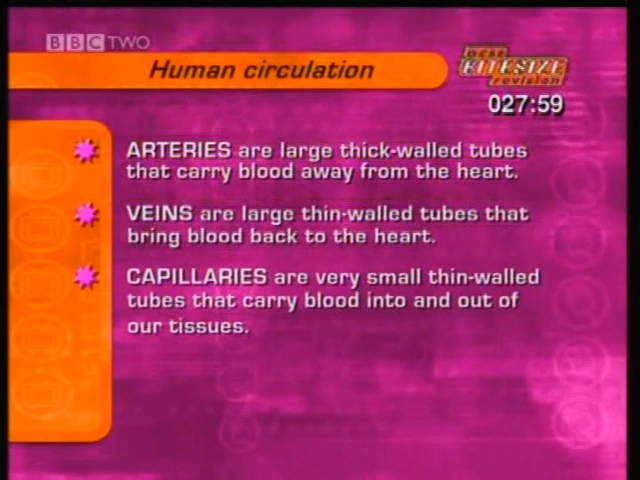 BBC TWO
Human circulation
GCSE
BITESIZE
revision
027:59
ARTERIES are large thick-walled tubes
that carry blood away from the heart.
VEINS are large thin-walled tubes that
bring blood back to the heart.
CAPILLARIES are very small thin-walled
tubes that carry blood into and out of
our tissues.